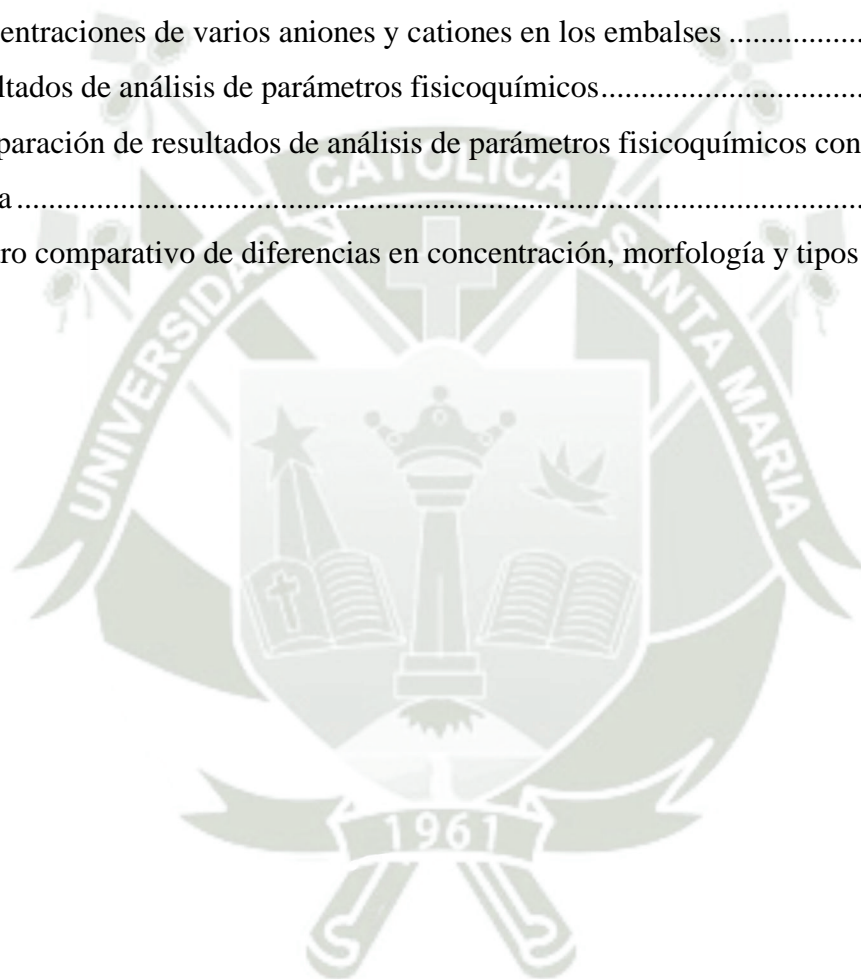 entraciones de varios aniones y cationes en los embalses ..................
ltados de análisis de parámetros fisicoquímicos...................................
paración de resultados de análisis de parámetros fisicoquímicos con
a ...........................................................................................................
ro comparativo de diferencias en concentración, morfología y tipos
UNIVERSIDAD CATOLICA SANTA MARIA
1961